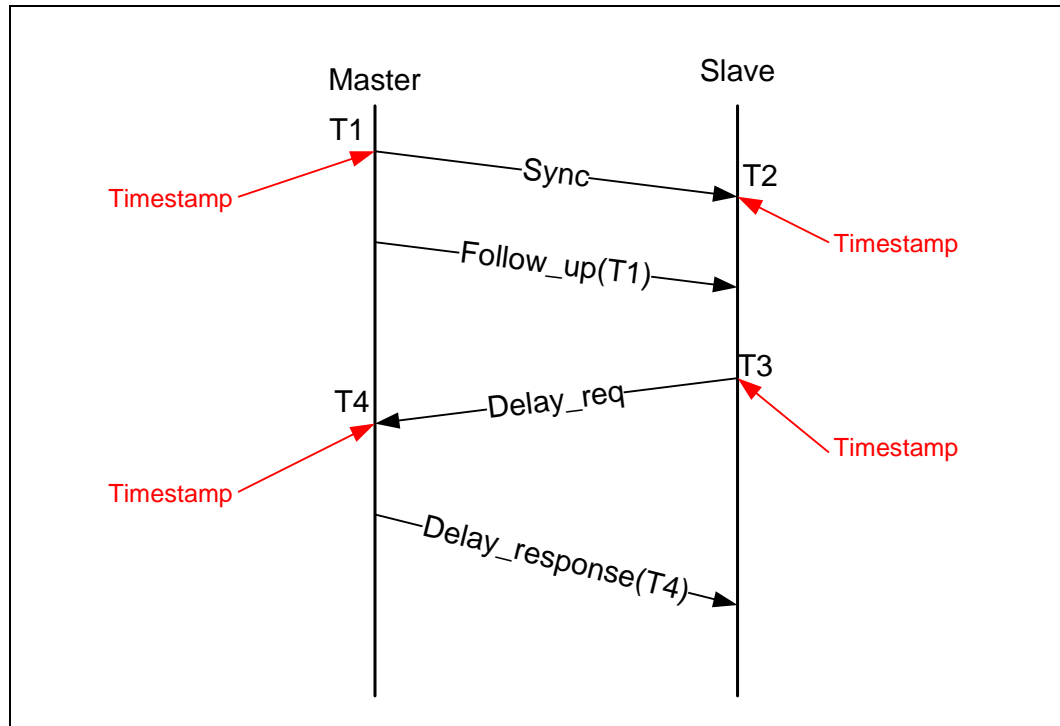 Master
Slave
T1
Sync
T2
Timestamp
Timestamp
Follow_up(T1)
T3
Delay_req
T4
Timestamp
Timestamp
Delay_response(T4)